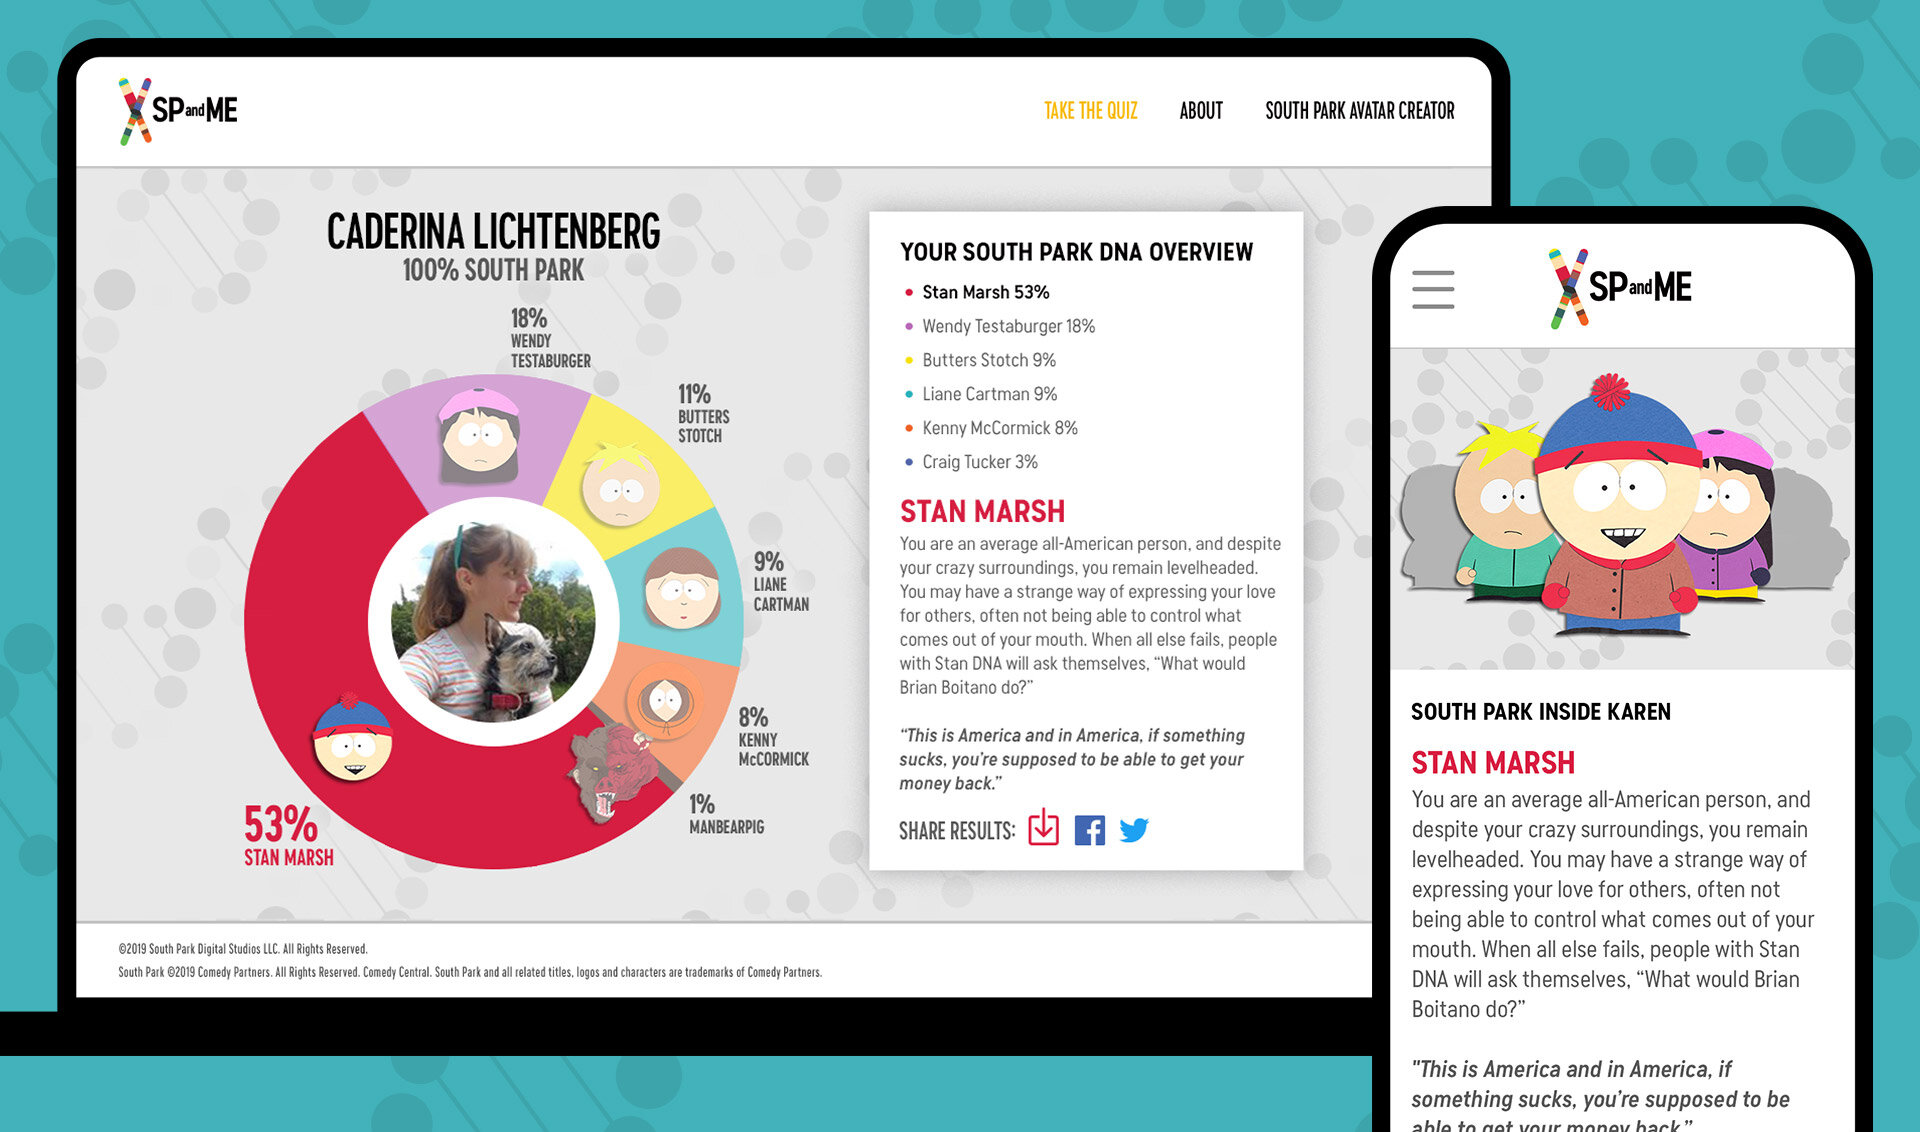 SPandME
TAKE THE QUIZ
ABOUT
SOUTH PARK AVATAR CREATOR
CADERINA LICHTENBERG
100% SOUTH PARK
18%
WENDY
TESTABURGER
11%
BUTTERS
STOTCH
9%
LIANE
CARTMAN
8%
KENNY
McCORMICK
1%
MANBEARPIG
53%
STAN MARSH
YOUR SOUTH PARK DNA OVERVIEW
• Stan Marsh 53%
• Wendy Testaburger 18%
• Butters Stotch 9%
• Liane Cartman 9%
• Kenny McCormick 8%
• Craig Tucker 3%
STAN MARSH
You are an average all-American person, and despite
your crazy surroundings, you remain levelheaded.
You may have a strange way of expressing your love
for others, often not being able to control what
comes out of your mouth. When all else fails, people
with Stan DNA will ask themselves, “What would
Brian Boitano do?”
“This is America and in America, if something
sucks, you’re supposed to be able to get your
money back.”
SHARE RESULTS:
©2019 South Park Digital Studios LLC. All Rights Reserved.
South Park ©2019 Comedy Partners. All Rights Reserved. Comedy Central. South Park and all related titles, logos and characters are trademarks of Comedy Partners.
SPandME
SOUTH PARK INSIDE KAREN
STAN MARSH
You are an average all-American person, and
despite your crazy surroundings, you remain
levelheaded. You may have a strange way of
expressing your love for others, often not
being able to control what comes out of your
mouth. When all else fails, people with Stan
DNA will ask themselves, “What would Brian
Boitano do?”
"This is America and in America, if
something sucks, you’re supposed to be
able to get your money back.”